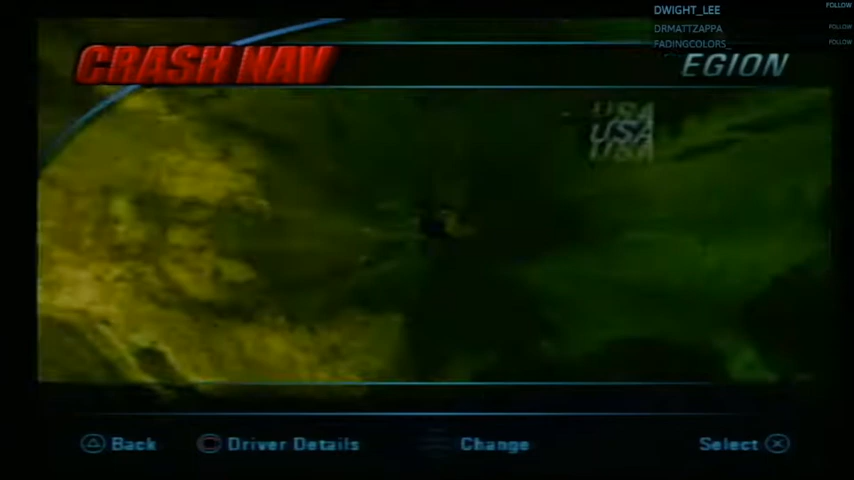 DWIGHT_LEE FOLLOW
DRMATTZAPPA FOLLOW
FADINGCOLORS_ FOLLOW
CRASH NAV
EGION
USA
USA
USA
Back
Driver Details
Change
Select